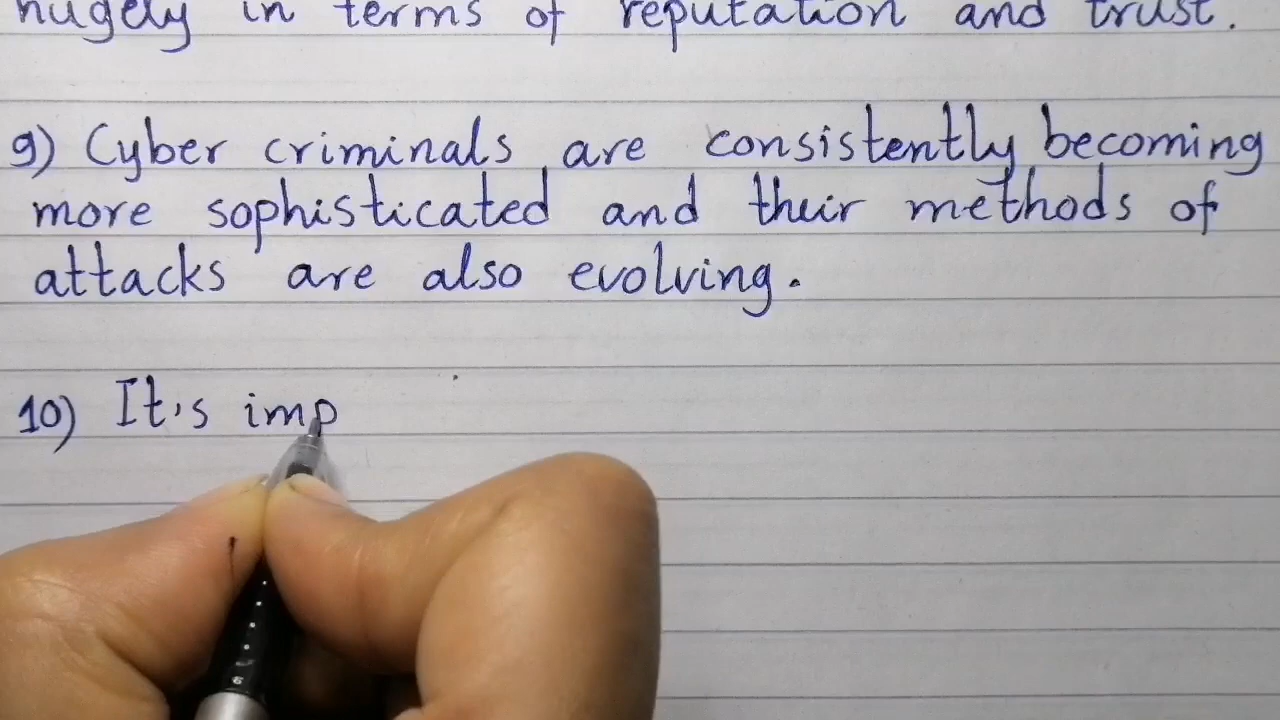 hugely in terms of reputation and trust.
9) Cyber criminals are consistently becoming
more sophisticated and their methods of
attacks are also evolving.
10) It's imp